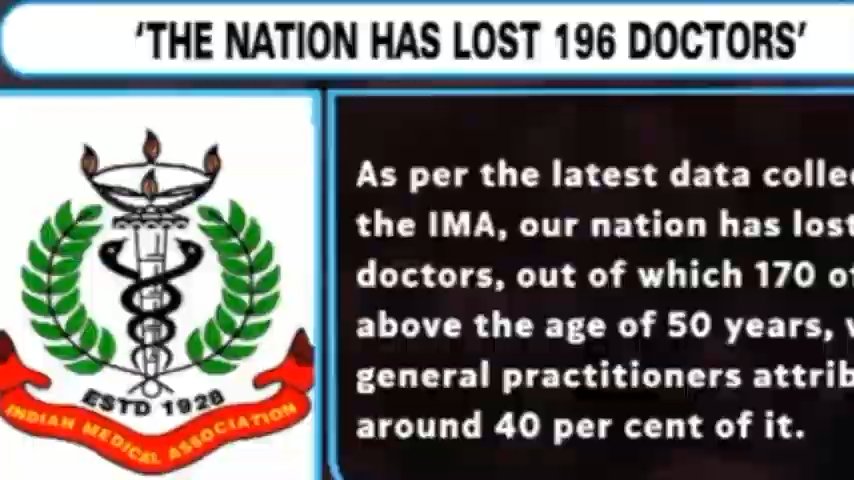 'THE NATION HAS LOST 196 DOCTORS'
As per the latest data
the IMA, our nation has lost
doctors, out of which 170
above the age of 50 years,
general practitioners
around 40 per cent of it.
ESTD 1928
INDIAN MEDICAL ASSOCIATION